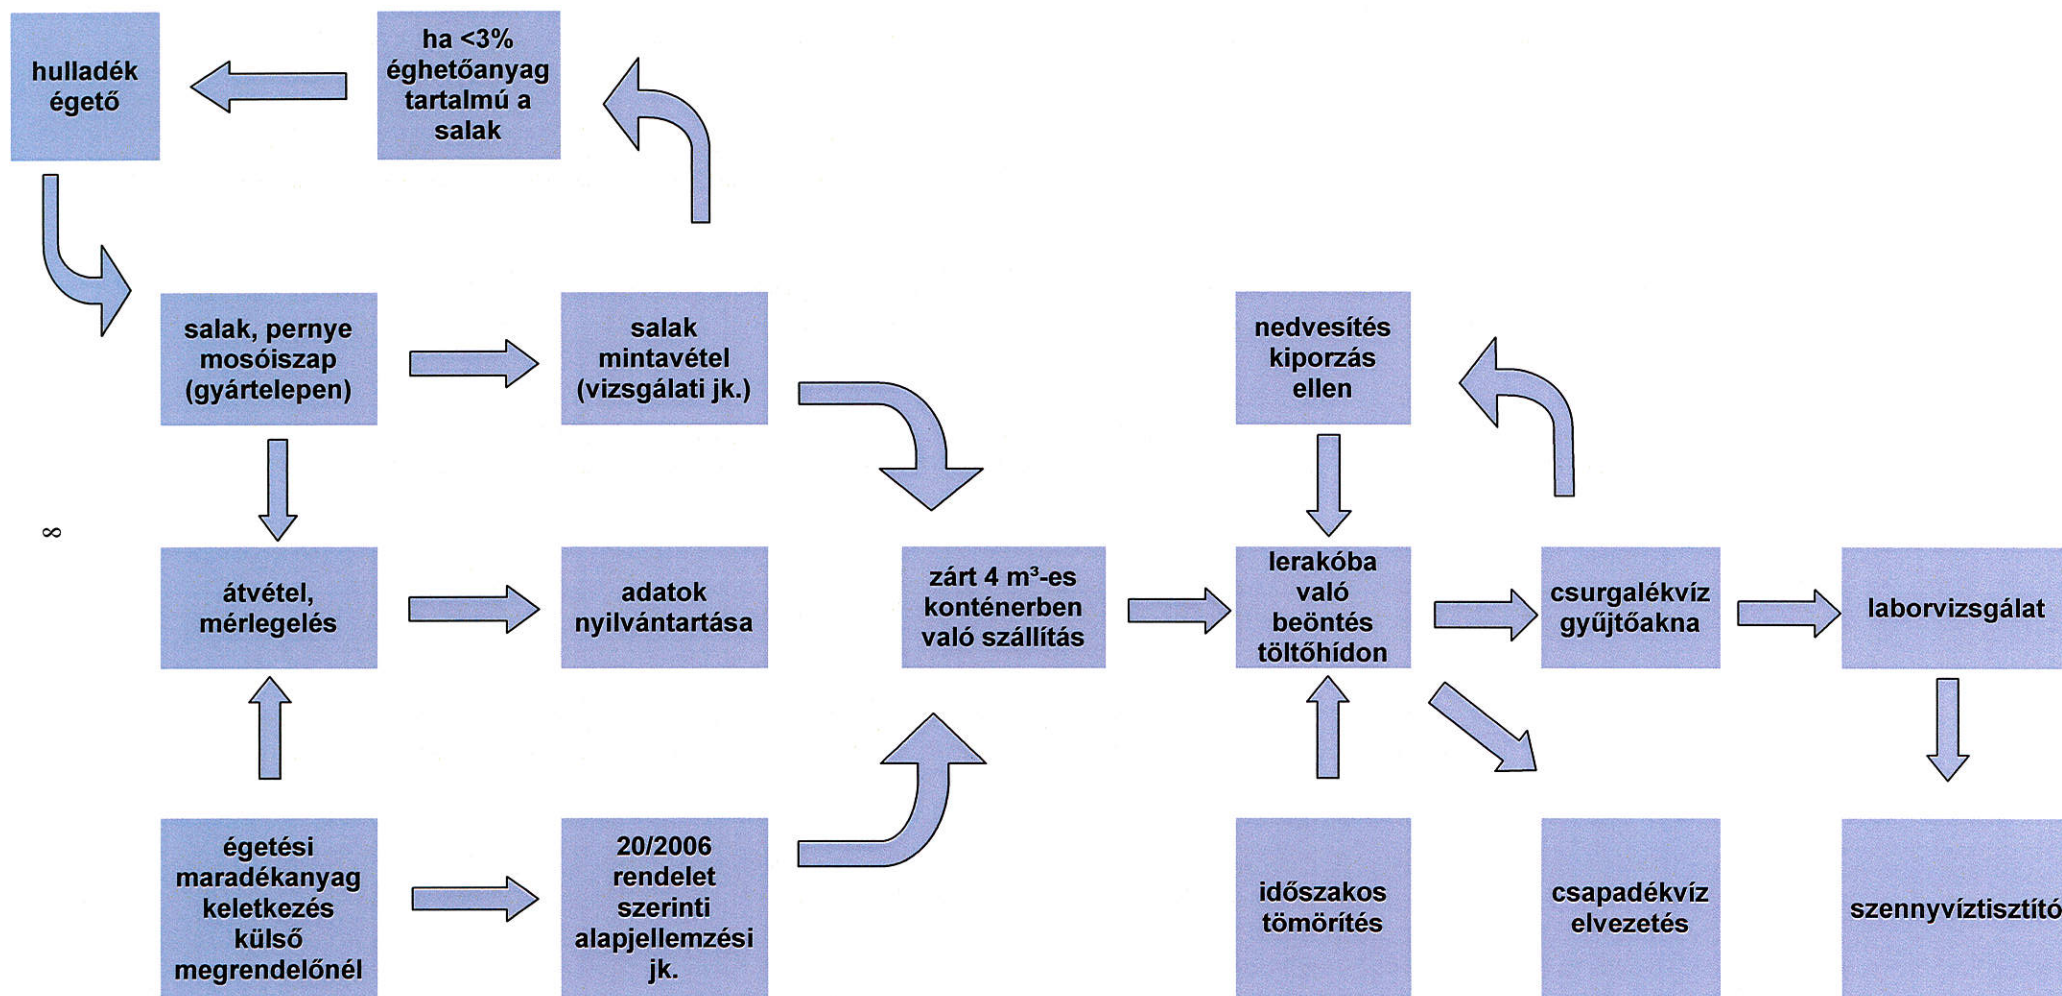 hulladék
égető
ha <3%
éghetőanyag
tartalmú a
salak
salak, pernye
mosóiszap
(gyártelepen)
salak
mintavétel
(vizsgálati jk.)
nedvesítés
kiporzás
ellen
8
átvétel,
mérlegelés
adatok
nyilvántartása
zárt 4 m³-es
konténerben
való szállítás
lerakóba
való
beöntés
töltőhídon
csurgalékvíz
gyűjtőakna
laborvizsgálat
égetési
maradékanyag
keletkezés
külső
megrendelőnél
20/2006
rendelet
szerinti
alapjellemzési
jk.
időszakos
tömörítés
csapadékvíz
elvezetés
szennyvíztisztító